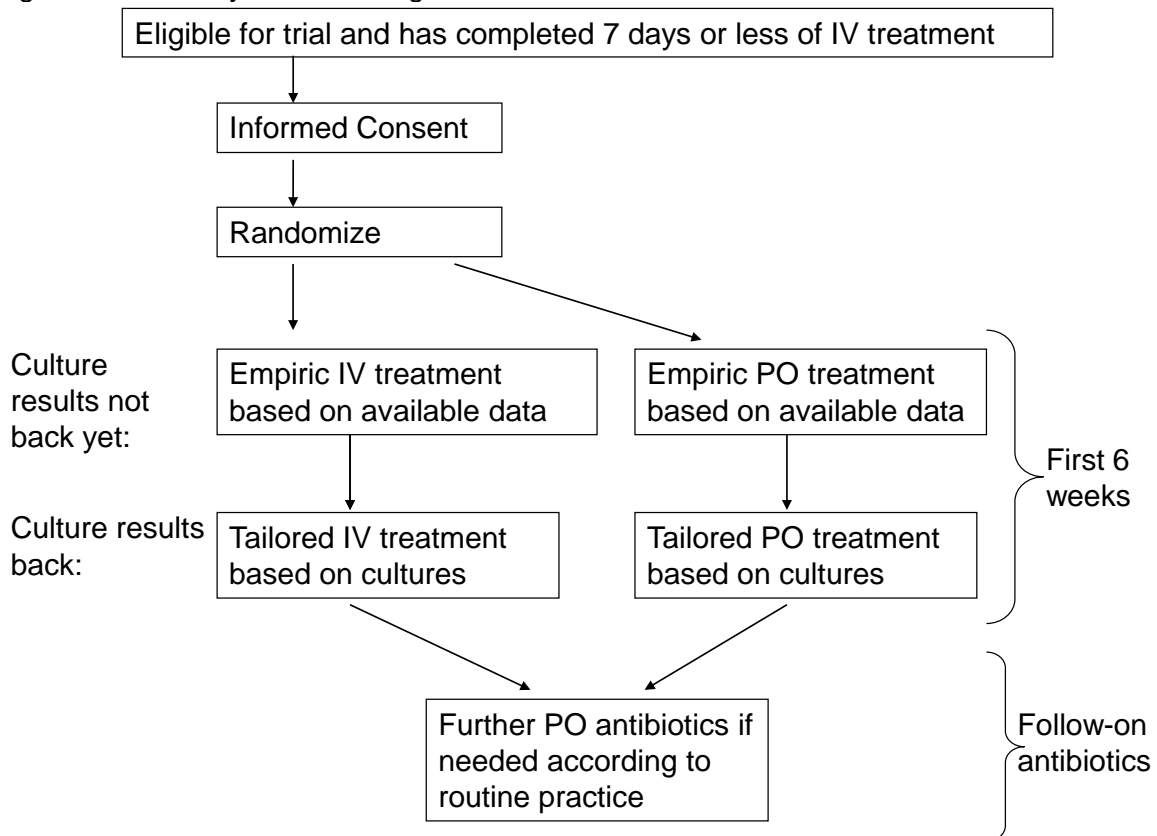 Eligible for trial and has completed 7 days or less of IV treatment
Informed Consent
Randomize
Culture
results not
back yet:
Empiric IV treatment
based on available data
Empiric PO treatment
based on available data
First 6
weeks
Culture results
back:
Tailored IV treatment
based on cultures
Tailored PO treatment
based on cultures
Further PO antibiotics if
needed according to
routine practice
Follow-on
antibiotics